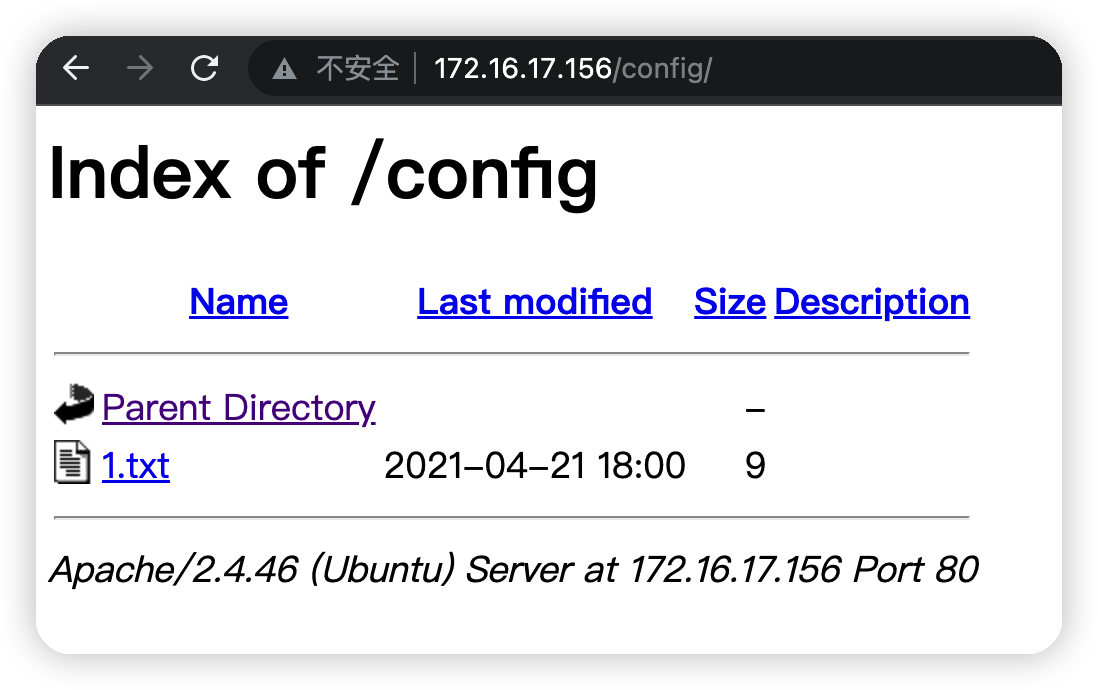 不安全 172.16.17.156/config/
Index of /config
Name Last modified Size Description
Parent Directory –
1.txt 2021–04–21 18:00 9
Apache/2.4.46 (Ubuntu) Server at 172.16.17.156 Port 80